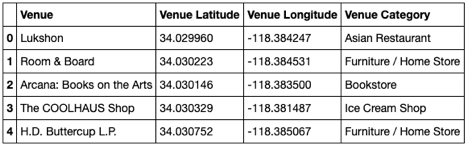 Venue Venue Latitude Venue Longitude Venue Category
0 Lukshon 34.029960 -118.384247 Asian Restaurant
1 Room & Board 34.030223 -118.384531 Furniture / Home Store
2 Arcana: Books on the Arts 34.030146 -118.383500 Bookstore
3 The COOLHAUS Shop 34.030329 -118.381487 Ice Cream Shop
4 H.D. Buttercup L.P. 34.030752 -118.385067 Furniture / Home Store